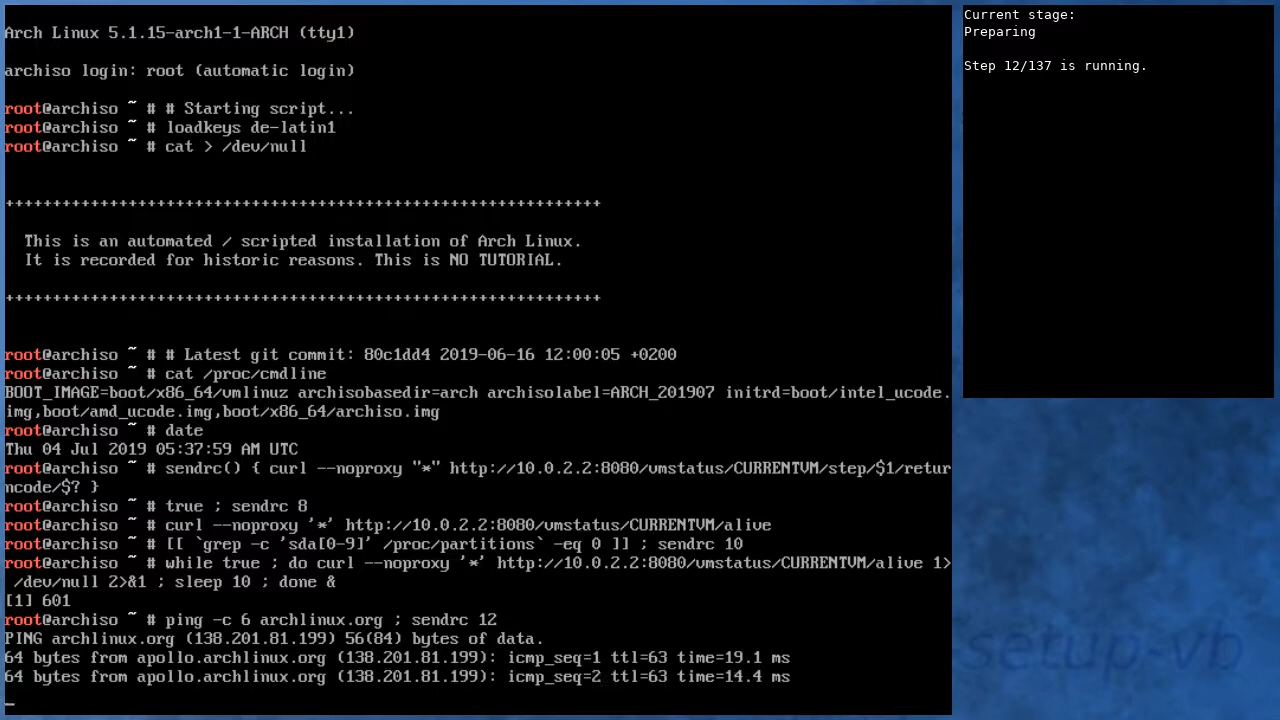 Arch Linux 5.1.15-arch1-1-ARCH (tty1)
archiso login: root (automatic login)
root@archiso ~ # # Starting script...
root@archiso ~ # loadkeys de-latin1
root@archiso ~ # cat > /dev/null
+++++++++++++++++++++++++++++++++++++++++++++++++++++++++++++++
This is an automated / scripted installation of Arch Linux.
It is recorded for historic reasons. This is NO TUTORIAL.
+++++++++++++++++++++++++++++++++++++++++++++++++++++++++++++++
root@archiso ~ # # Latest git commit: 80c1dd4 2019-06-16 12:00:05 +0200
root@archiso ~ # cat /proc/cmdline
BOOT_IMAGE=boot/x86_64/vmlinuz archisobasedir=arch archisolabel=ARCH_201907 initrd=boot/intel_ucode.
img,boot/amd_ucode.img,boot/x86_64/archiso.img
root@archiso ~ # date
Thu 04 Jul 2019 05:37:59 AM UTC
root@archiso ~ # sendrc() { curl --noproxy "*" http://10.0.2.2:8080/vmstatus/CURRENTVM/step/$1/retur
ncode/$? }
root@archiso ~ # true ; sendrc 8
root@archiso ~ # curl --noproxy '*' http://10.0.2.2:8080/vmstatus/CURRENTVM/alive
root@archiso ~ # [[ `grep -c 'sda[0-9]' /proc/partitions` -eq 0 ]] ; sendrc 10
root@archiso ~ # while true ; do curl --noproxy '*' http://10.0.2.2:8080/vmstatus/CURRENTVM/alive 1>
/dev/null 2>&1 ; sleep 10 ; done &
[1] 601
root@archiso ~ # ping -c 6 archlinux.org ; sendrc 12
PING archlinux.org (138.201.81.199) 56(84) bytes of data.
64 bytes from apollo.archlinux.org (138.201.81.199): icmp_seq=1 ttl=63 time=19.1 ms
64 bytes from apollo.archlinux.org (138.201.81.199): icmp_seq=2 ttl=63 time=14.4 ms
_
Current stage:
Preparing
Step 12/137 is running.
setup-vb